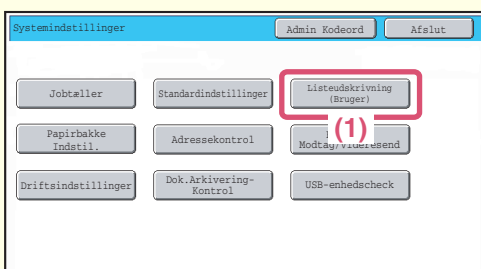 Systemindstillinger
Admin Kodeord
Afslut
Jobtæller
Standardindstillinger
Listeudskrivning
(Bruger)
Papirbakke
Indstil.
Adressekontrol
(1)
Modtag/Videresend
Driftsindstillinger
Dok.Arkivering-
Kontrol
USB-enhedscheck